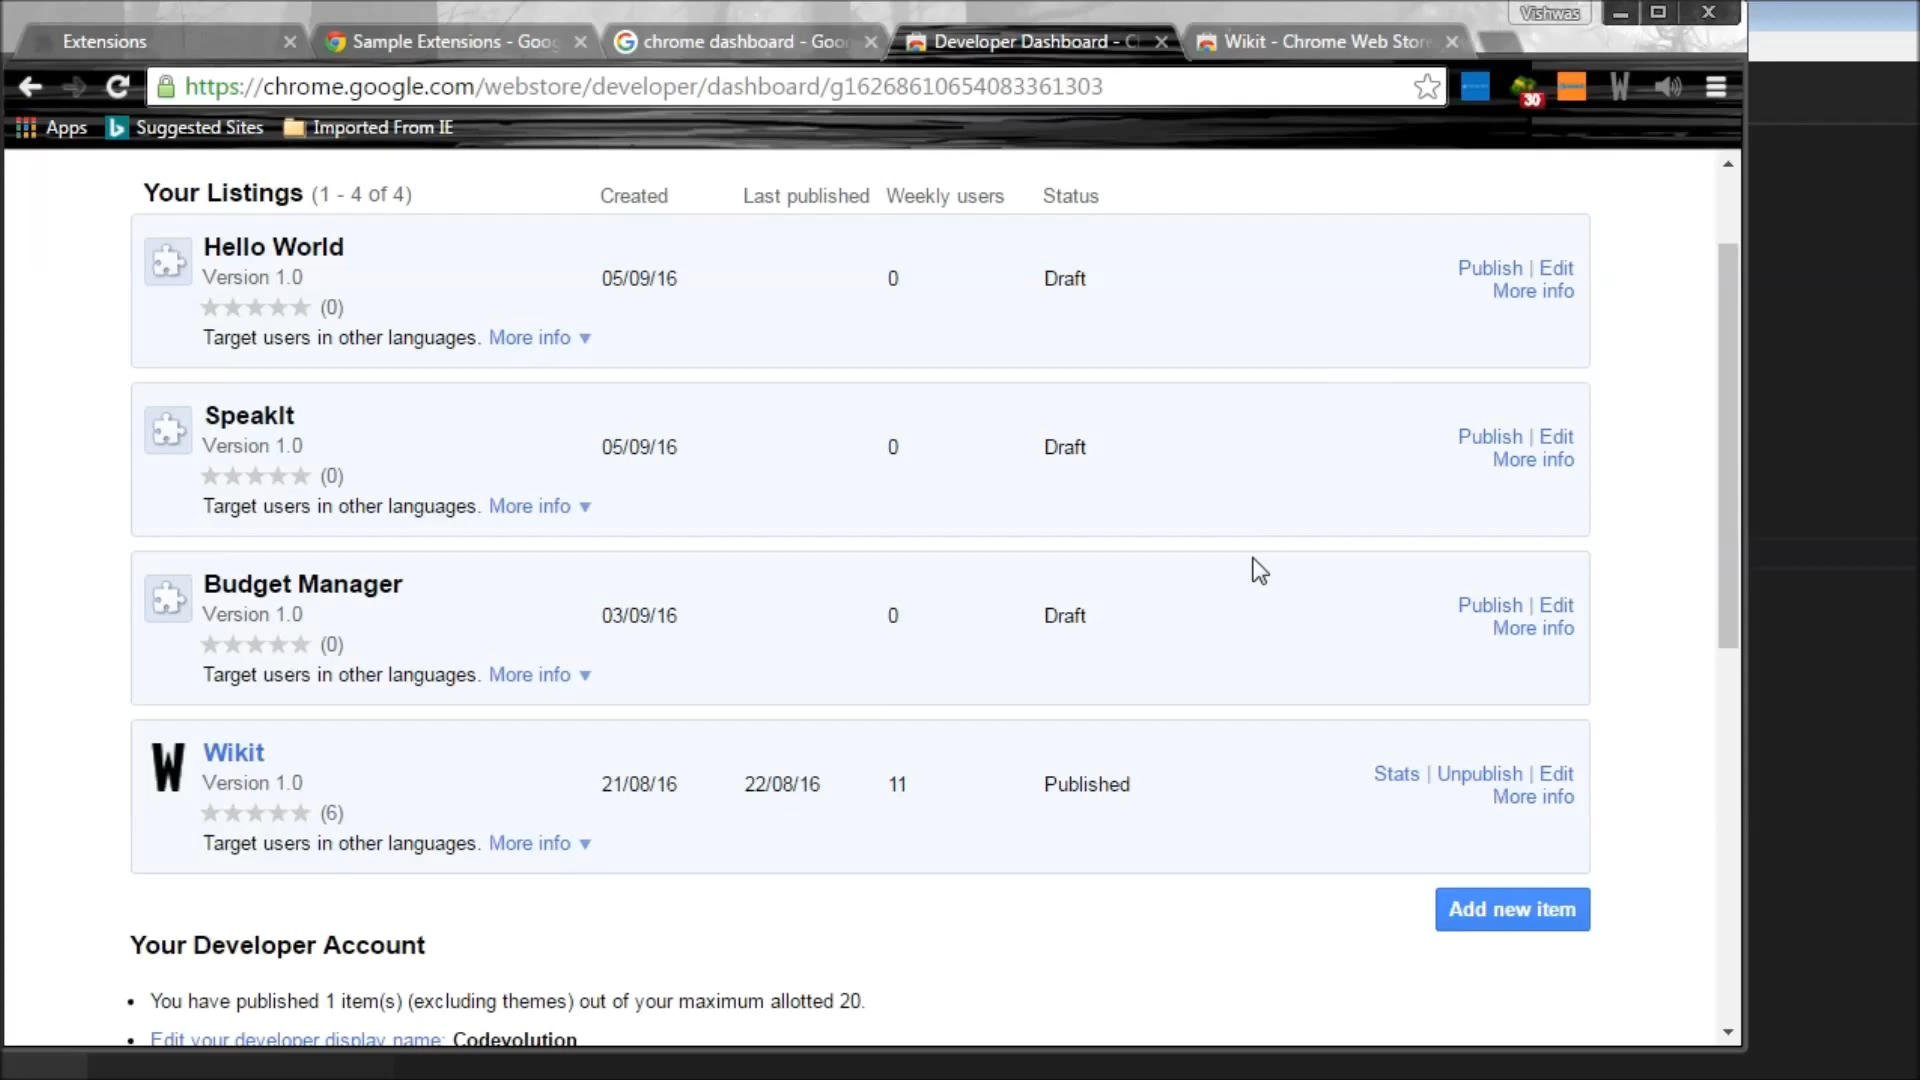 Vishwas
Extensions
Sample Extensions - Goo
chrome dashboard - Goo
Developer Dashboard - C
Wikit - Chrome Web Store
https://chrome.google.com/webstore/developer/dashboard/g16268610654083361303
30
W
Apps
Suggested Sites
Imported From IE
Your Listings (1 - 4 of 4) Created Last published Weekly users Status
Hello World
Version 1.0
(0)
Target users in other languages. More info ▼
05/09/16 0 Draft
Publish | Edit
More info
SpeakIt
Version 1.0
(0)
Target users in other languages. More info ▼
05/09/16 0 Draft
Publish | Edit
More info
Budget Manager
Version 1.0
(0)
Target users in other languages. More info ▼
03/09/16 0 Draft
Publish | Edit
More info
W
Wikit
Version 1.0
(6)
Target users in other languages. More info ▼
21/08/16 22/08/16 11 Published
Stats | Unpublish | Edit
More info
Add new item
Your Developer Account
• You have published 1 item(s) (excluding themes) out of your maximum allotted 20.
• Edit your developer display name: Codevolution